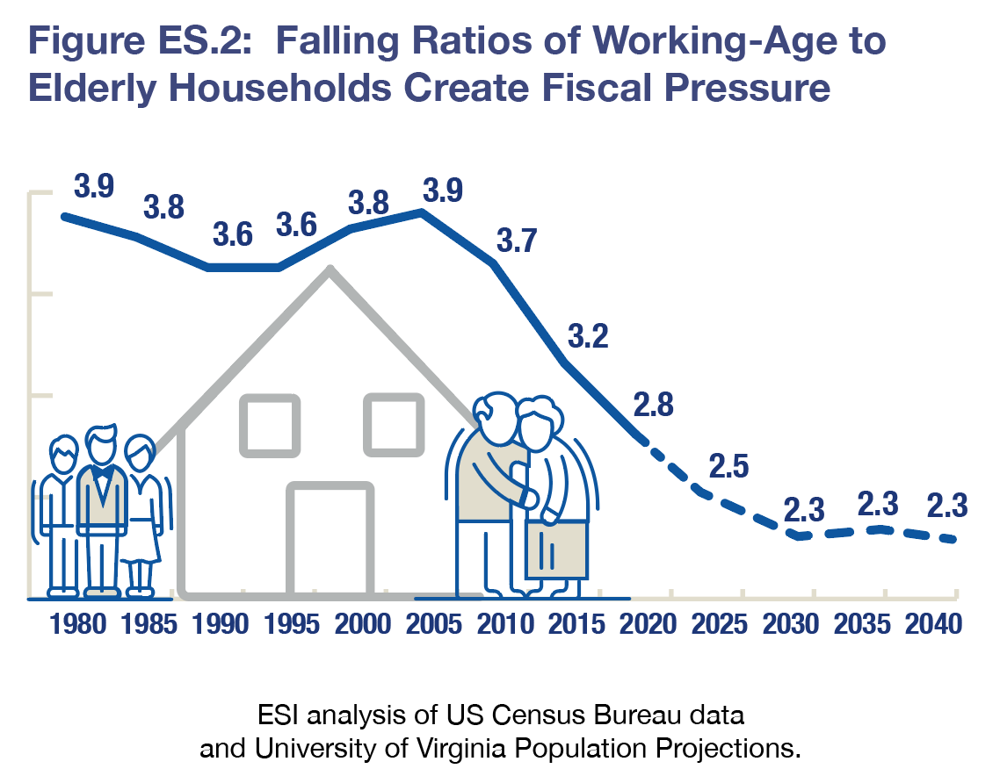 Figure ES.2:  Falling Ratios of Working-Age to
Elderly Households Create Fiscal Pressure
3.9
3.8
3.6
3.6
3.8
3.9
3.7
3.2
2.8
2.5
2.3
2.3
2.3
1980 1985 1990 1995 2000 2005 2010 2015 2020 2025 2030 2035 2040
ESI analysis of US Census Bureau data
and University of Virginia Population Projections.